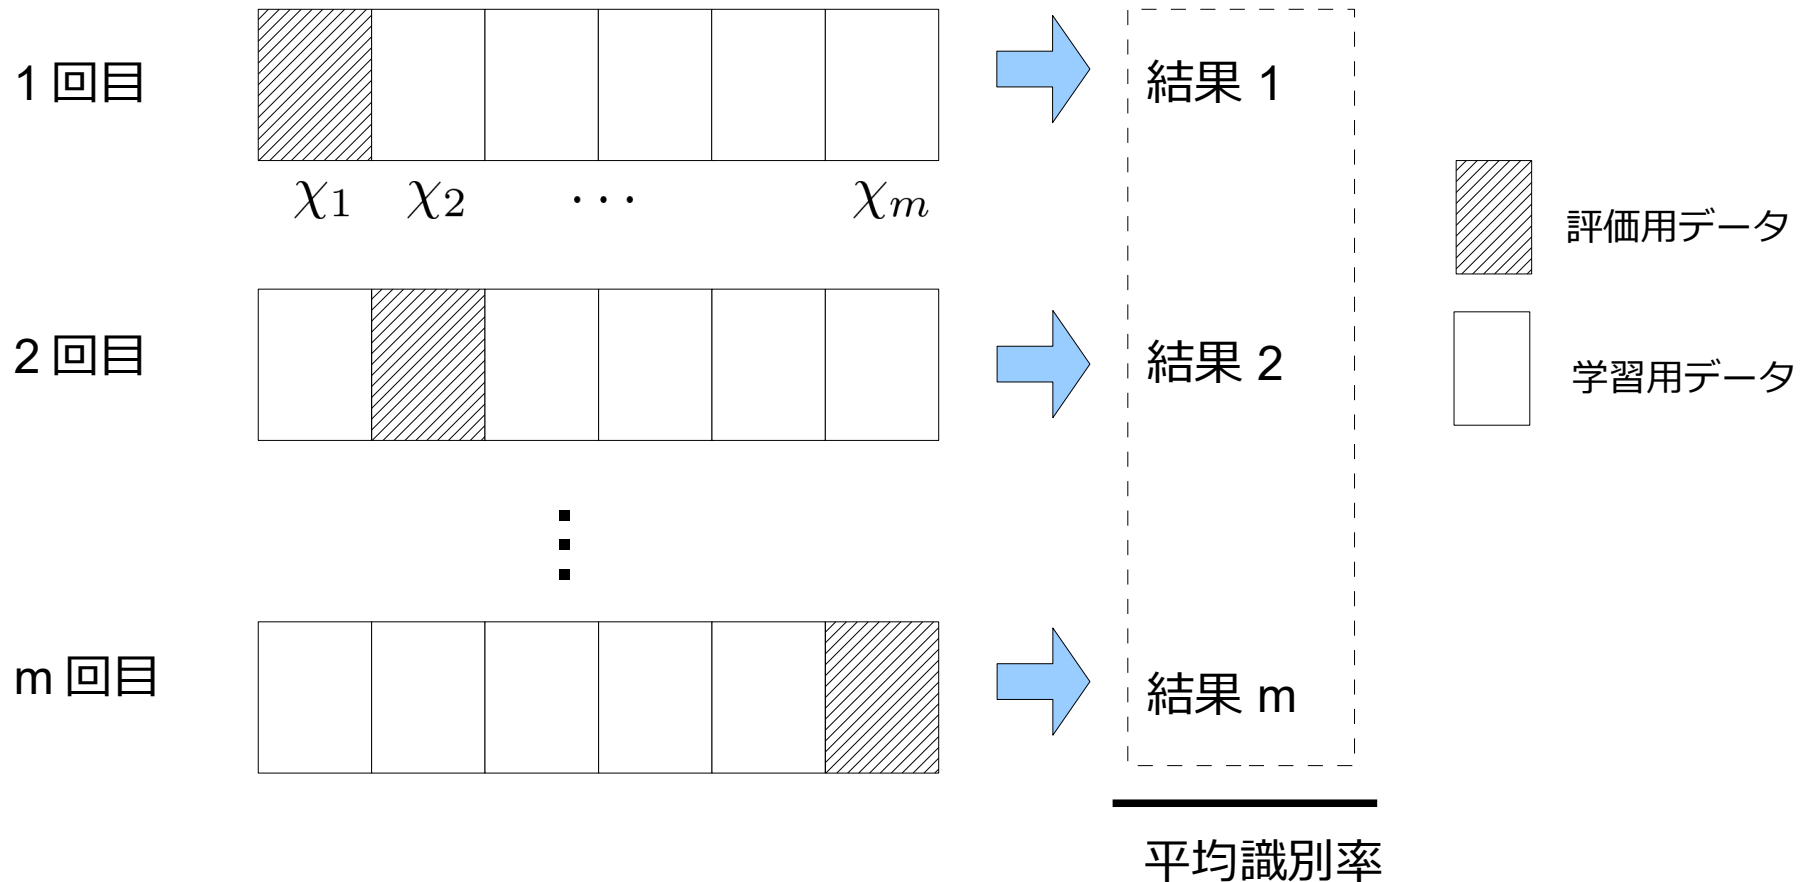 1 回目
結果 1
χ1 χ2 ··· χm
評価用データ
2 回目
結果 2
学習用データ
⋮
m 回目
結果 m
平均識別率